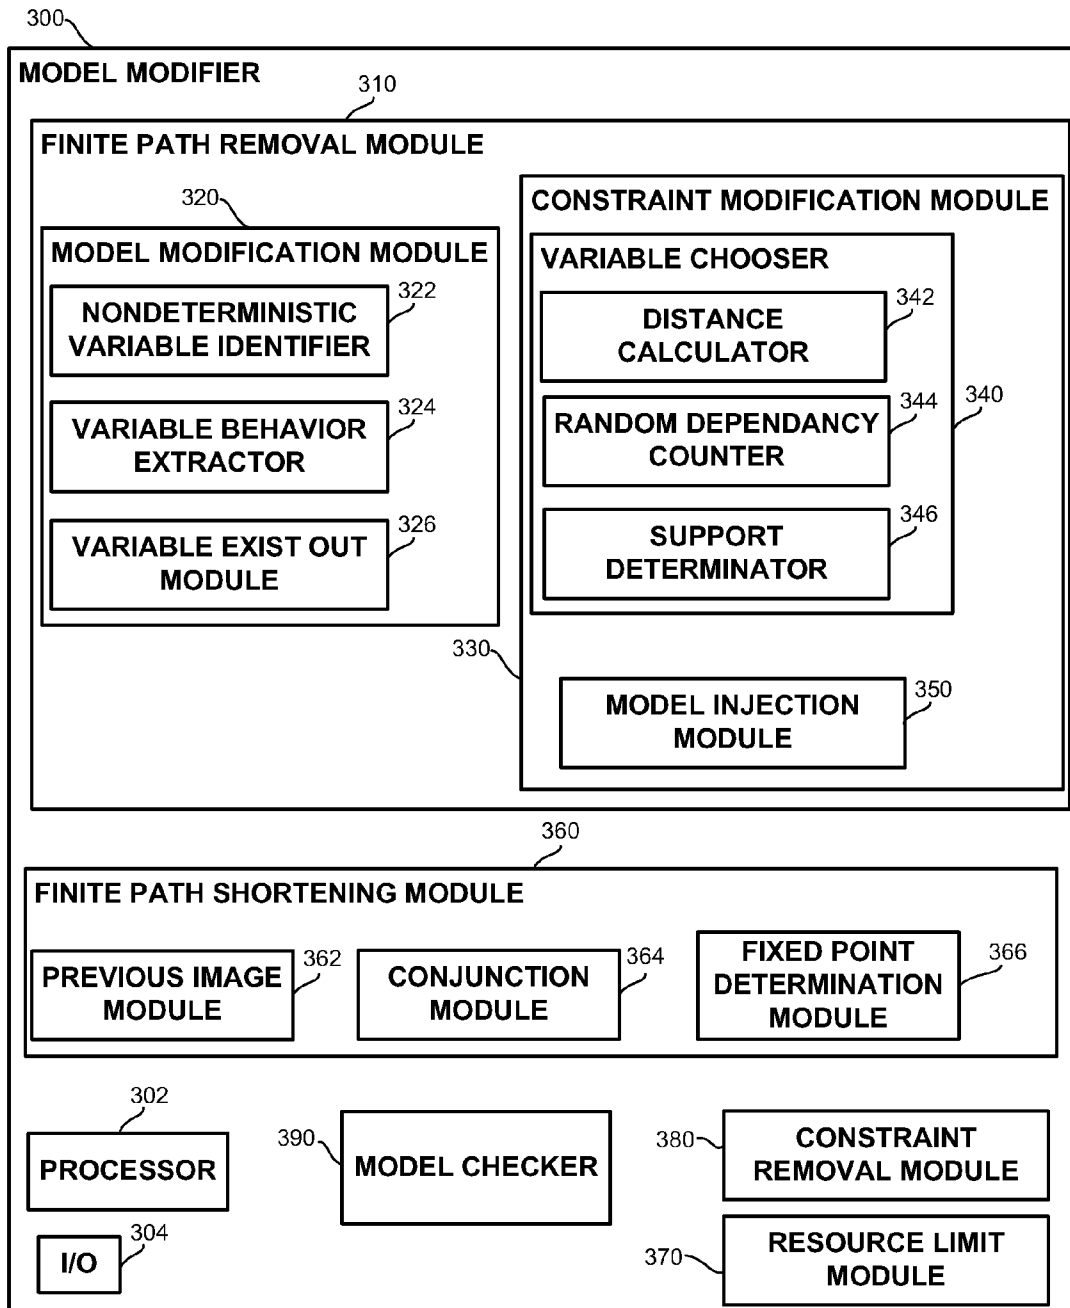 300
MODEL MODIFIER
310
FINITE PATH REMOVAL MODULE
320
MODEL MODIFICATION MODULE
NONDETERMINISTIC
VARIABLE IDENTIFIER
322
VARIABLE BEHAVIOR
EXTRACTOR
324
VARIABLE EXIST OUT
MODULE
326
CONSTRAINT MODIFICATION MODULE
VARIABLE CHOOSER
DISTANCE
CALCULATOR
342
RANDOM DEPENDANCY
COUNTER
344
340
SUPPORT
DETERMINATOR
346
330
MODEL INJECTION
MODULE
350
360
FINITE PATH SHORTENING MODULE
PREVIOUS IMAGE
MODULE
362
CONJUNCTION
MODULE
364
FIXED POINT
DETERMINATION
MODULE
366
302
PROCESSOR
304
I/O
390
MODEL CHECKER
380
CONSTRAINT
REMOVAL MODULE
370
RESOURCE LIMIT
MODULE